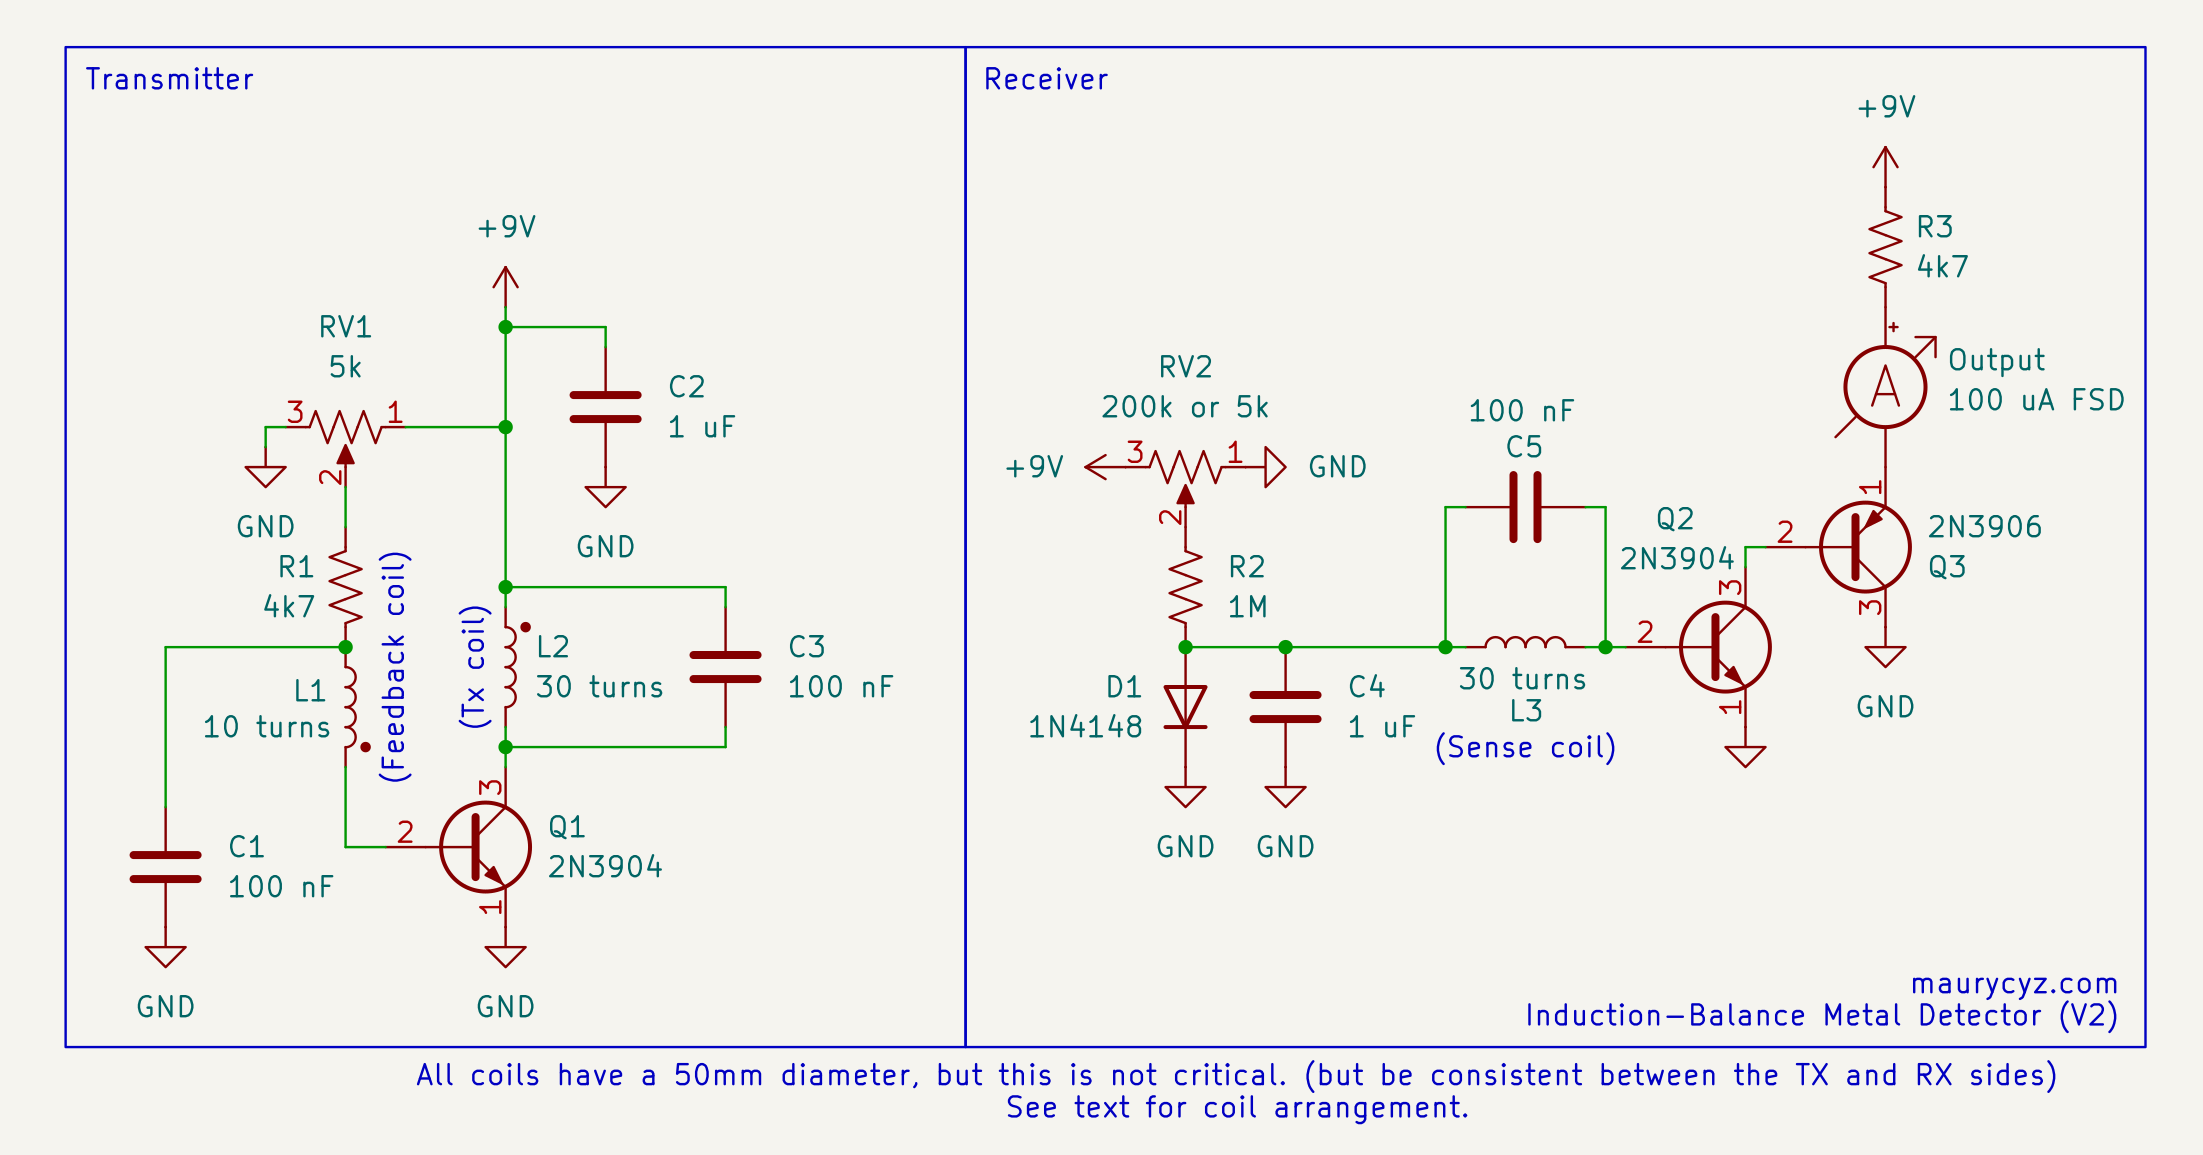 Transmitter
+9V
RV1
5k
3
1
2
GND
C2
1 uF
GND
R1
4k7
(Feedback coil)
L1
10 turns
(Tx coil)
L2
30 turns
C3
100 nF
C1
100 nF
GND
2
3
1
Q1
2N3904
GND
Receiver
+9V
R3
4k7
+
A
Output
100 uA FSD
RV2
200k or 5k
+9V
3
1
GND
2
R2
1M
D1
1N4148
GND
C4
1 uF
GND
100 nF
C5
30 turns
L3
(Sense coil)
Q2
2N3904
2
3
1
2
1
3
2N3906
Q3
GND
maurycyz.com
Induction-Balance Metal Detector (V2)
All coils have a 50mm diameter, but this is not critical. (but be consistent between the TX and RX sides)
See text for coil arrangement.